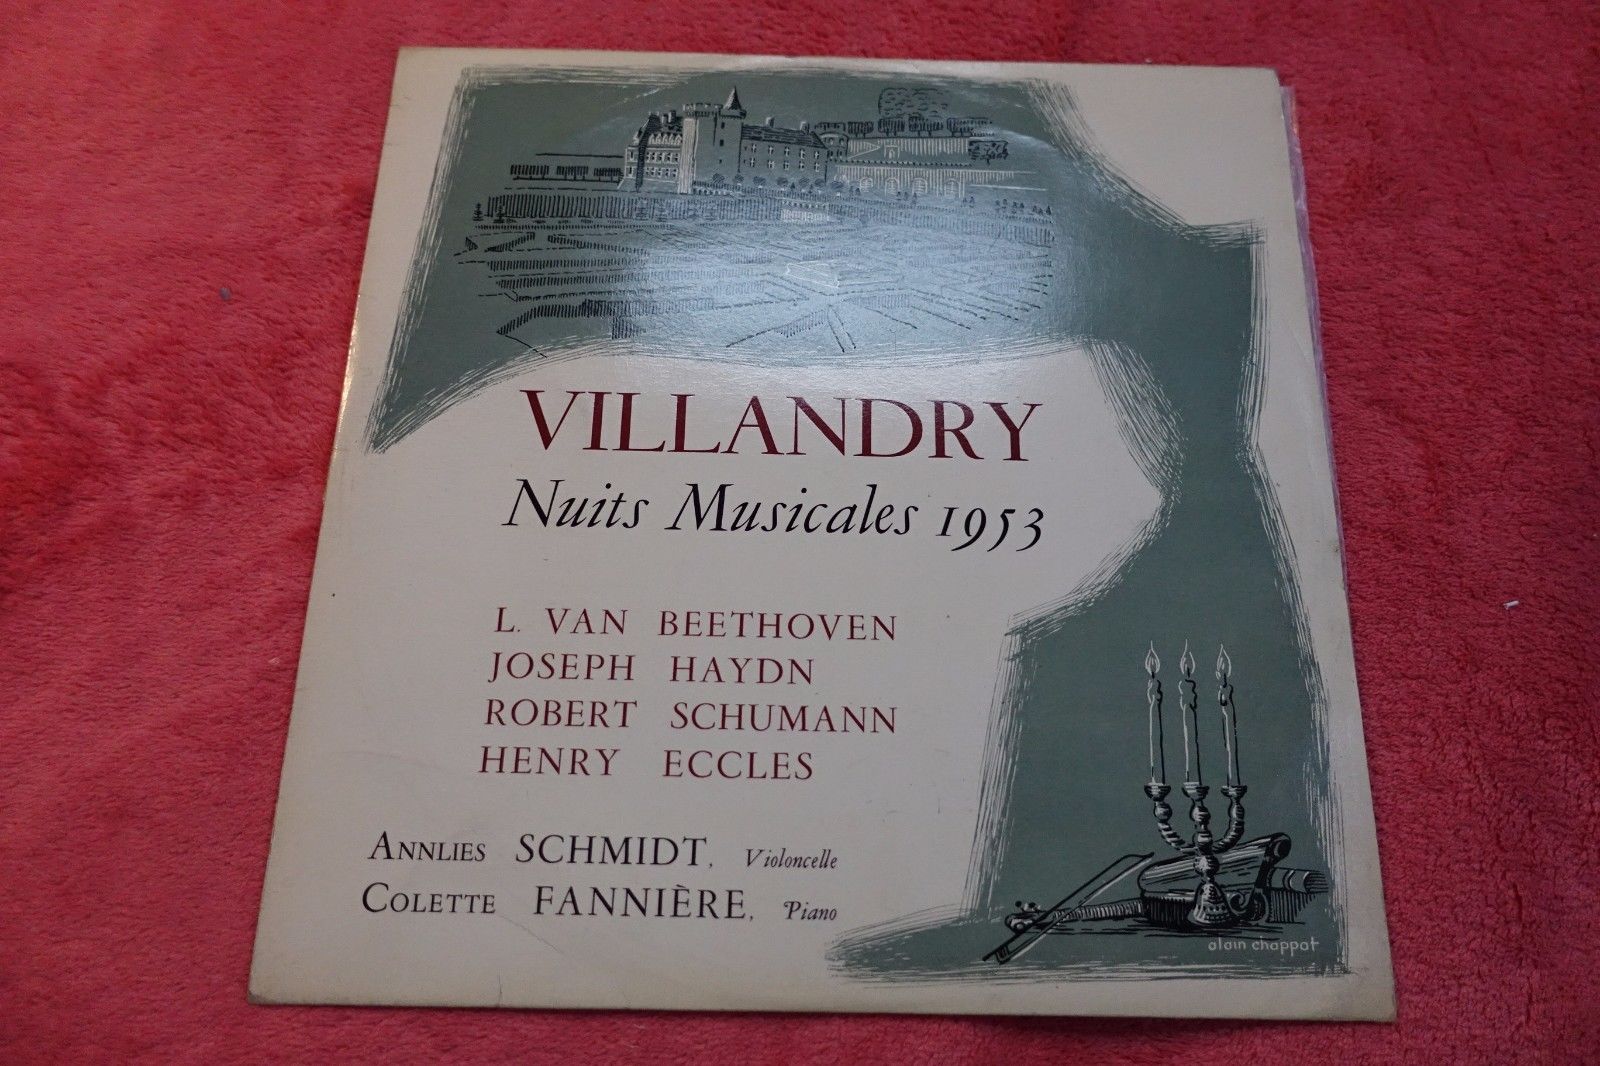 VILLANDRY
Nuits Musicales 1953
L. VAN BEETHOVEN
JOSEPH HAYDN
ROBERT SCHUMANN
HENRY ECCLES
ANNLIES SCHMIDT, Violoncelle
COLETTE FANNIÈRE, Piano
alain chappot